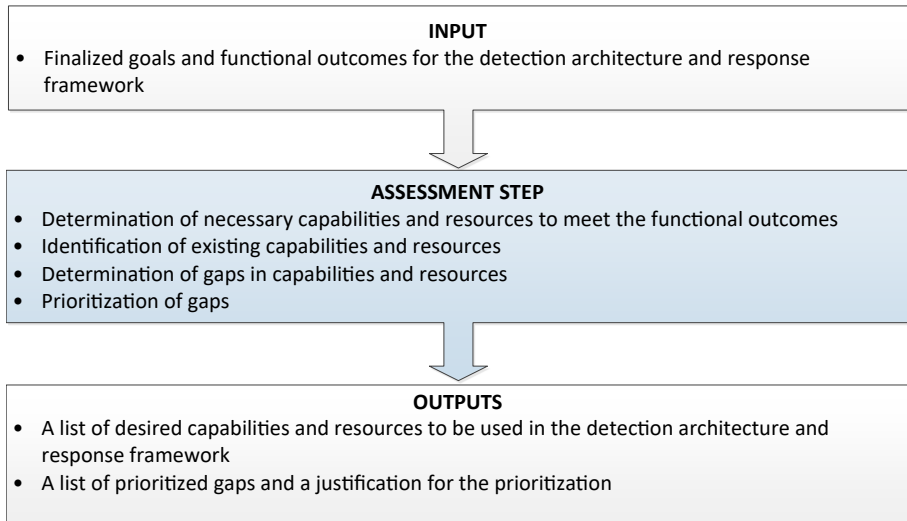 INPUT
• Finalized goals and functional outcomes for the detection architecture and response
framework
ASSESSMENT STEP
• Determination of necessary capabilities and resources to meet the functional outcomes
• Identification of existing capabilities and resources
• Determination of gaps in capabilities and resources
• Prioritization of gaps
OUTPUTS
• A list of desired capabilities and resources to be used in the detection architecture and
response framework
• A list of prioritized gaps and a justification for the prioritization